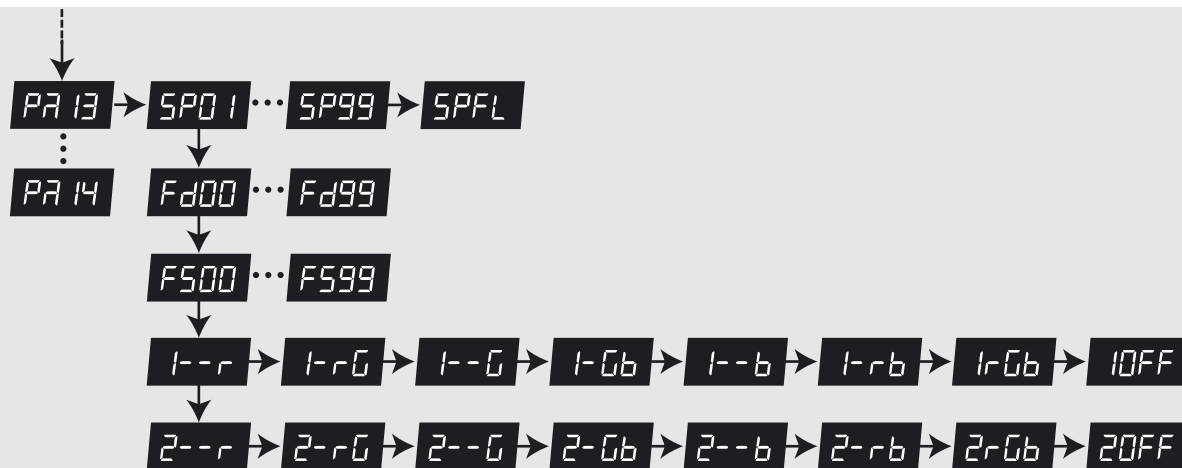 PA13 SP01 ... SP99 SPFL
PA14 Fd00 ... Fd99
FS00 ... FS99
1--r 1-rG 1--G 1-Gb 1--b 1-rb 1rGb 1OFF
2--r 2-rG 2--G 2-Gb 2--b 2-rb 2rGb 2OFF